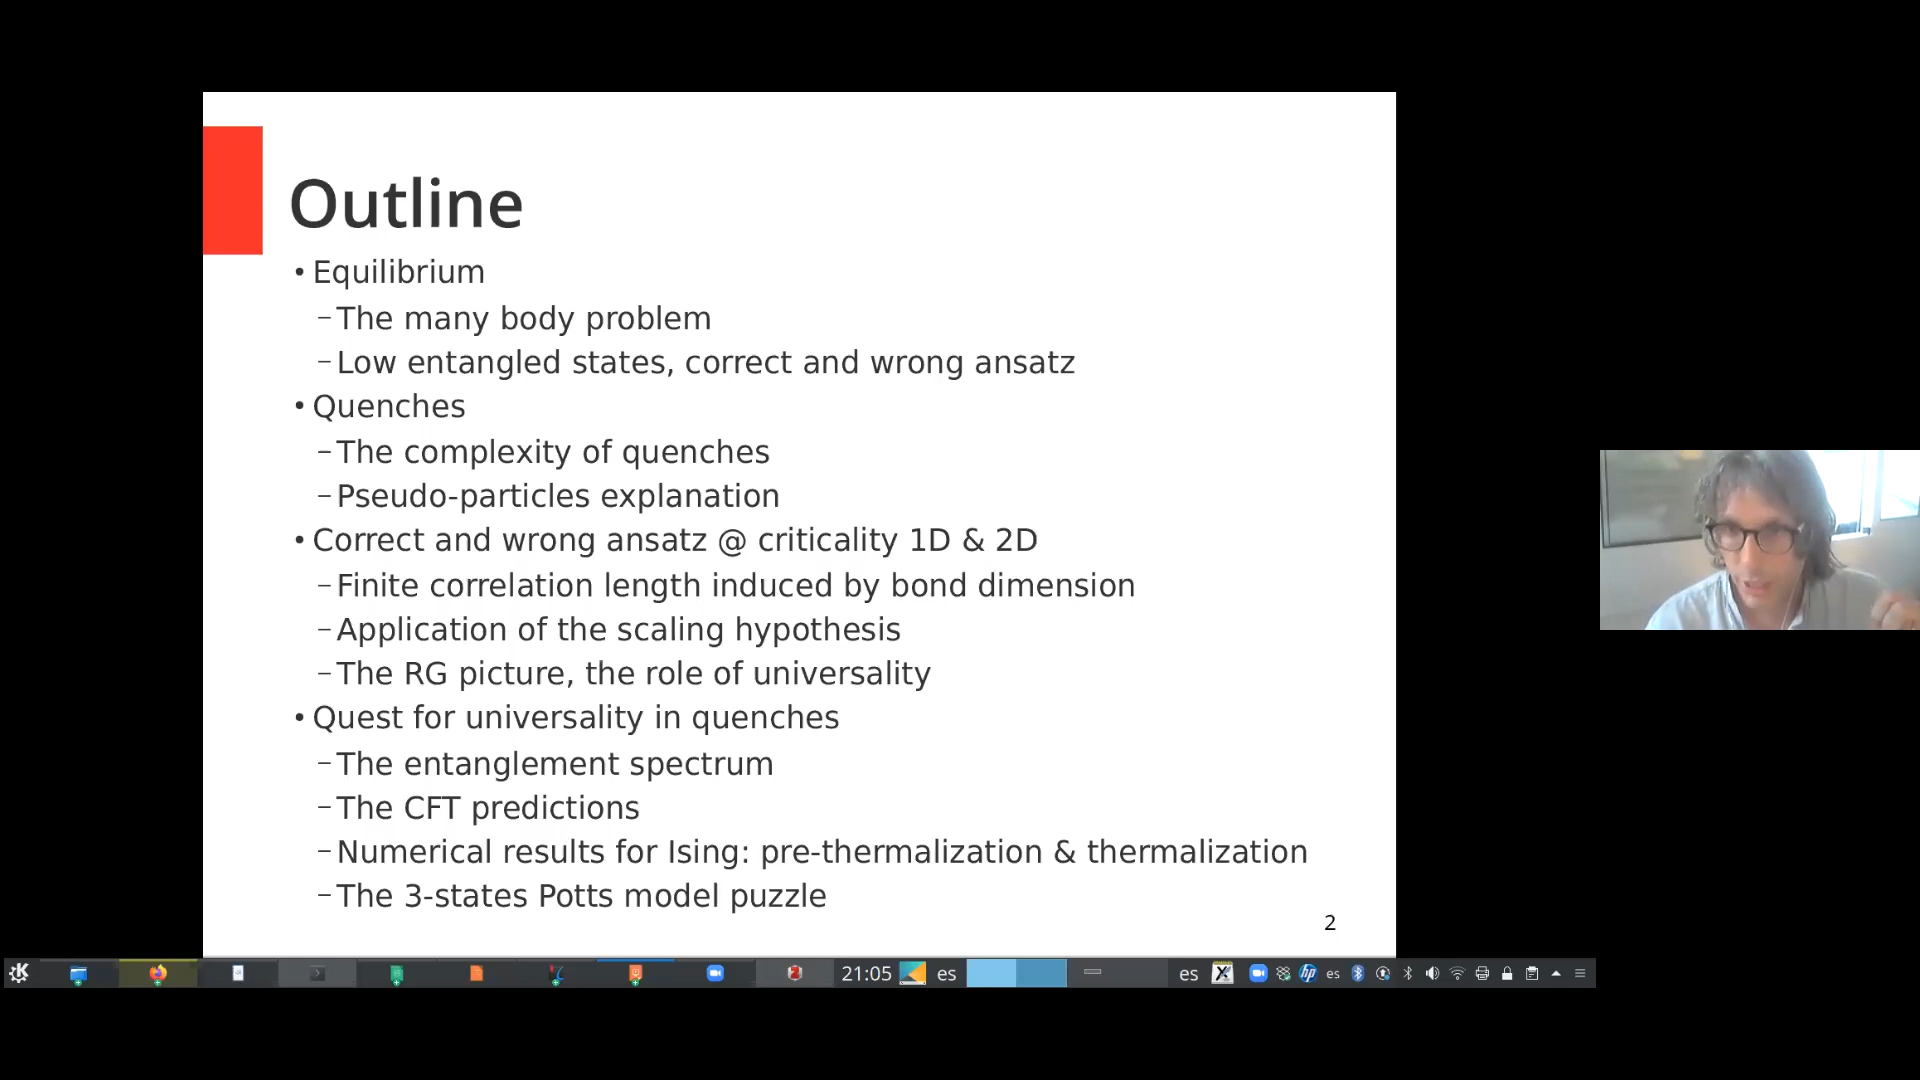 Outline
• Equilibrium
–The many body problem
–Low entangled states, correct and wrong ansatz
• Quenches
–The complexity of quenches
–Pseudo-particles explanation
• Correct and wrong ansatz @ criticality 1D & 2D
–Finite correlation length induced by bond dimension
–Application of the scaling hypothesis
–The RG picture, the role of universality
• Quest for universality in quenches
–The entanglement spectrum
–The CFT predictions
–Numerical results for Ising: pre-thermalization & thermalization
–The 3-states Potts model puzzle
2
21:05 es es hp es